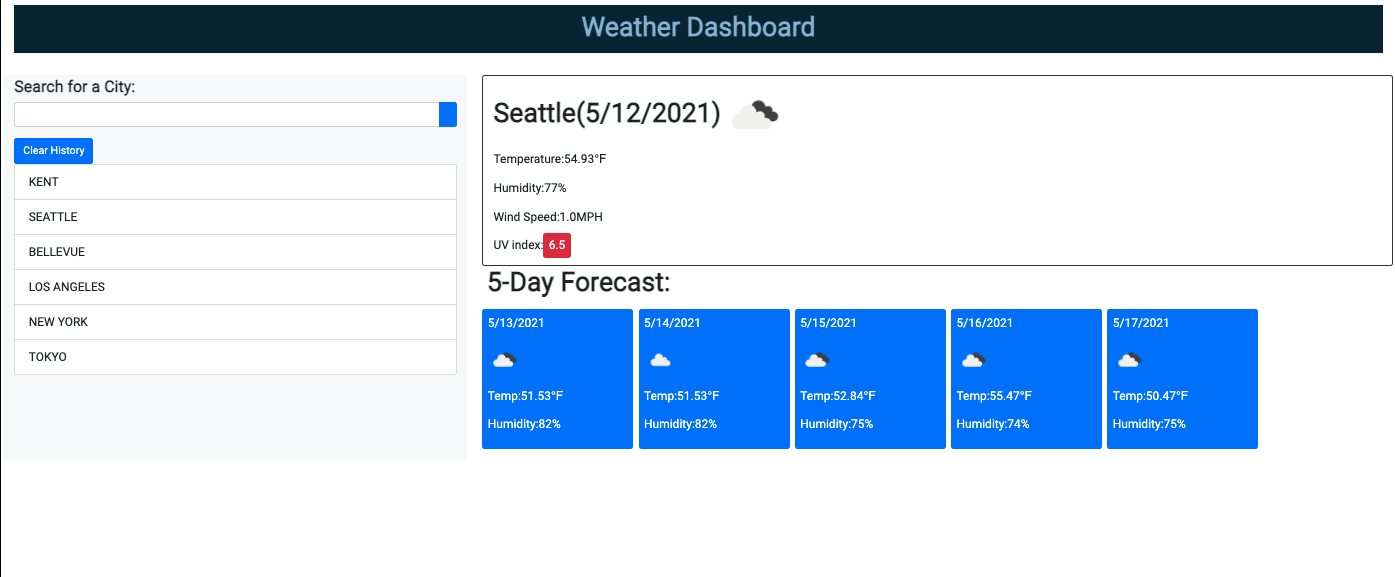 Weather Dashboard
Search for a City:
Clear History
KENT
SEATTLE
BELLEVUE
LOS ANGELES
NEW YORK
TOKYO
Seattle(5/12/2021)
Temperature:54.93°F
Humidity:77%
Wind Speed:1.0MPH
UV index:6.5
5-Day Forecast:
5/13/2021
Temp:51.53°F
Humidity:82%
5/14/2021
Temp:51.53°F
Humidity:82%
5/15/2021
Temp:52.84°F
Humidity:75%
5/16/2021
Temp:55.47°F
Humidity:74%
5/17/2021
Temp:50.47°F
Humidity:75%